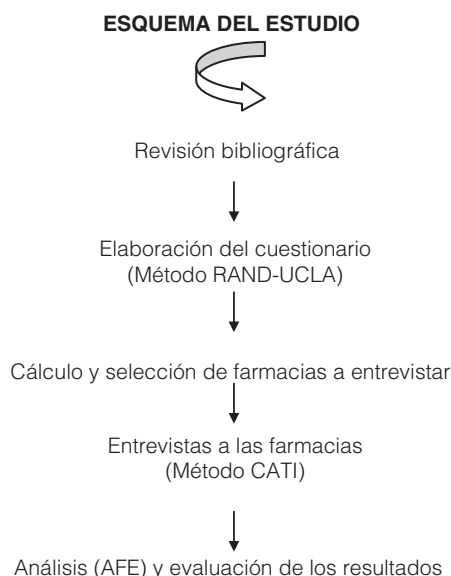 ESQUEMA DEL ESTUDIO
Revisión bibliográfica
Elaboración del cuestionario
(Método RAND-UCLA)
Cálculo y selección de farmacias a entrevistar
Entrevistas a las farmacias
(Método CATI)
Análisis (AFE) y evaluación de los resultados